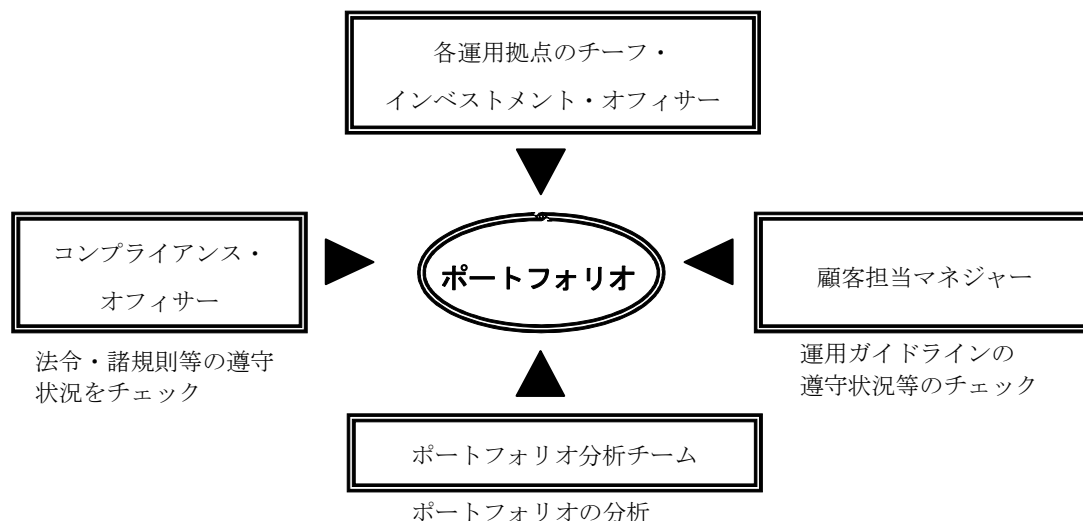 各運用拠点のチーフ・
インベストメント・オフィサー
コンプライアンス・
オフィサー
法令・諸規則等の遵守
状況をチェック
ポートフォリオ
顧客担当マネジャー
運用ガイドラインの
遵守状況等のチェック
ポートフォリオ分析チーム
ポートフォリオの分析